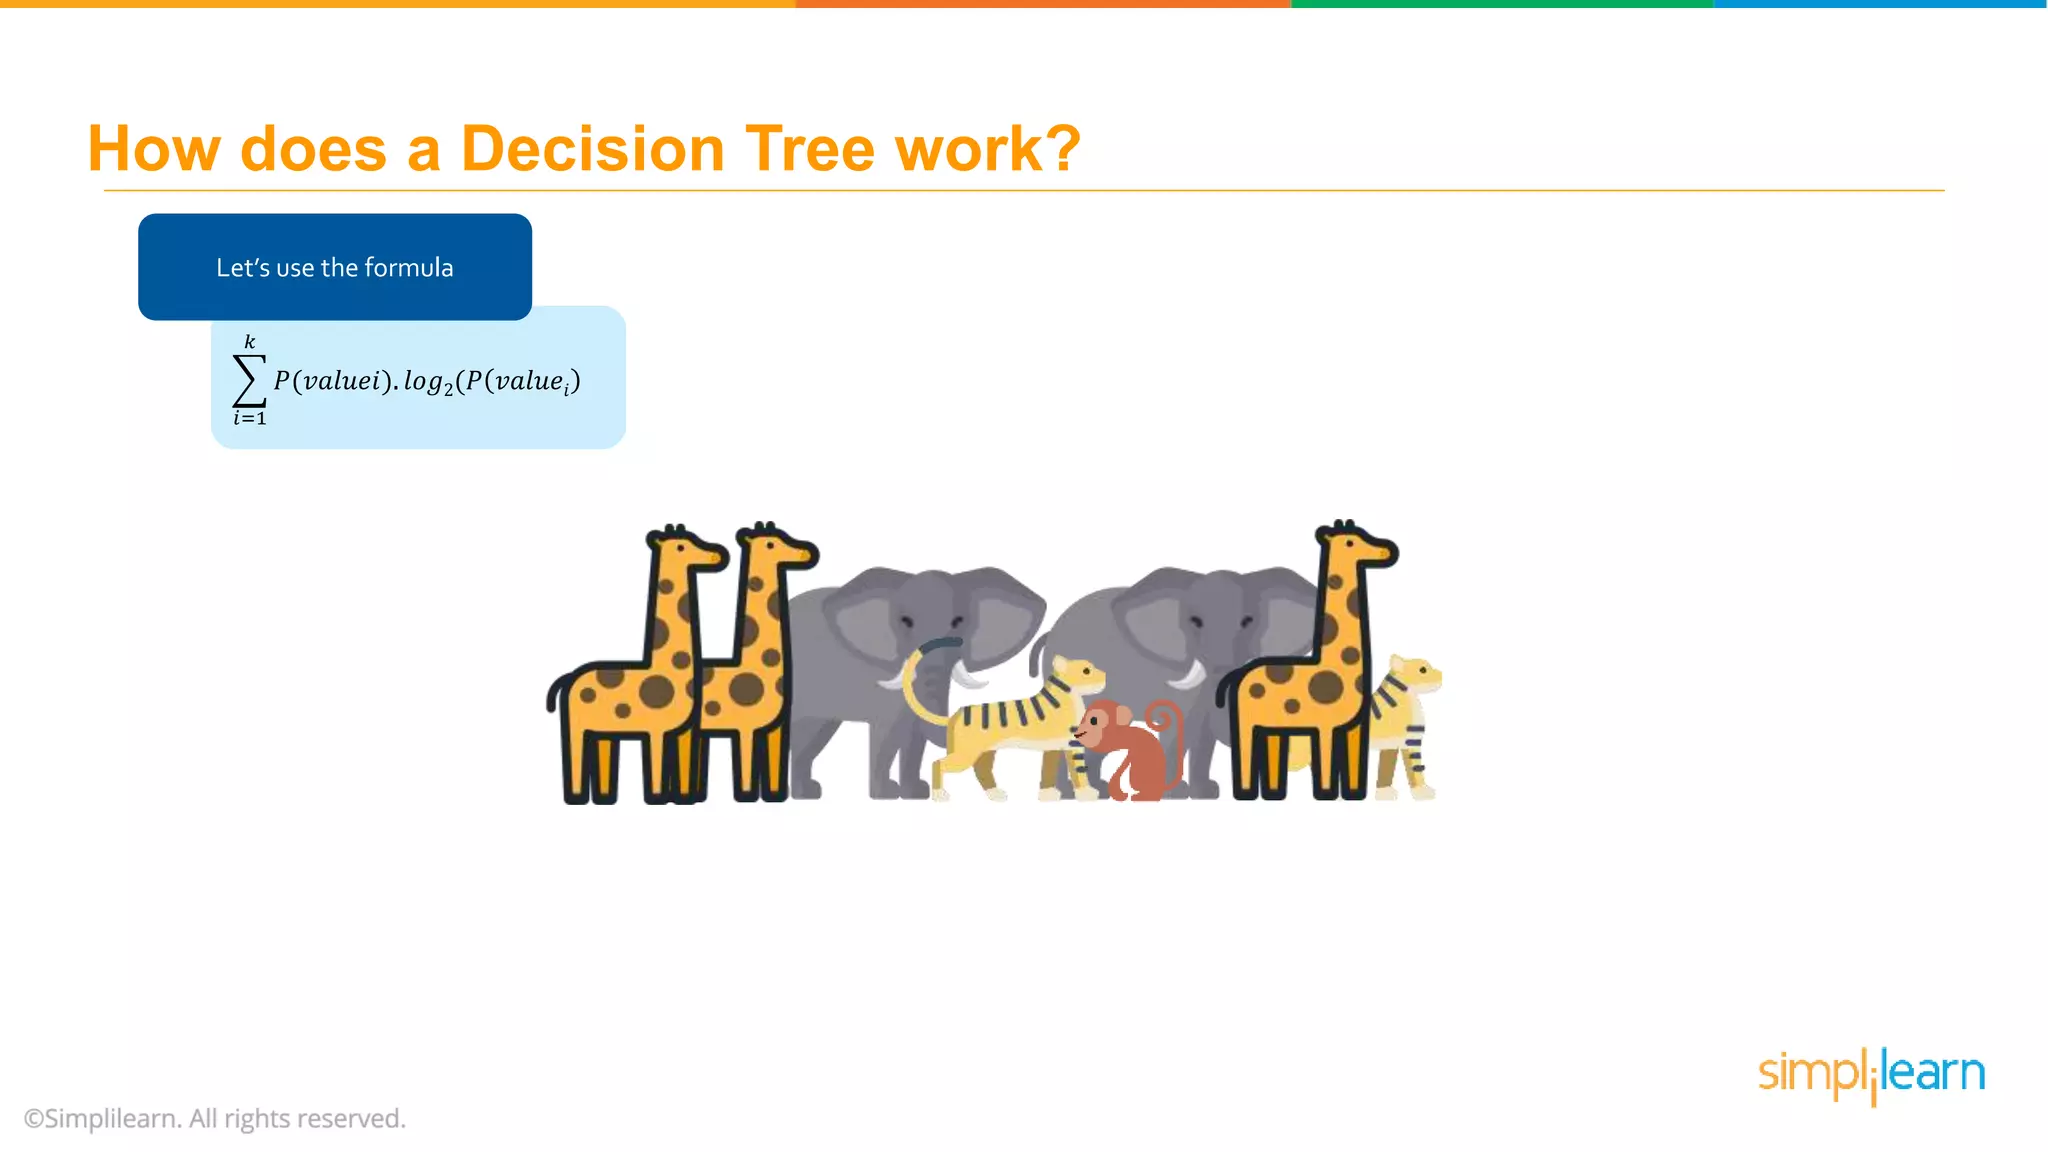 How does a Decision Tree work?
Let’s use the formula
k
∑ P(valuei).log₂(P(valueᵢ)
i=1
simplilearn
©Simplilearn. All rights reserved.